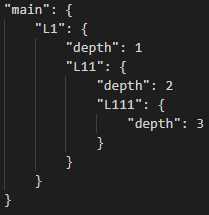 "main": {
    "L1": {
        "depth": 1
        "L11": {
            "depth": 2
            "L111": {
                "depth": 3
            }
        }
    }
}